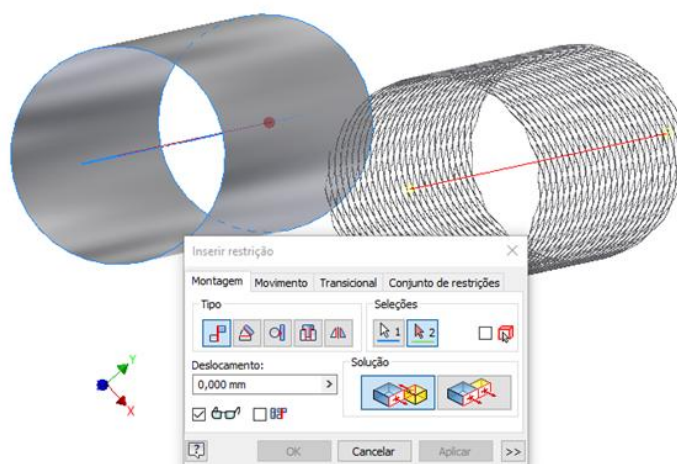 Inserir restrição
Montagem Movimento Transicional Conjunto de restrições
Tipo
Seleções
1 2
Deslocamento:
0,000 mm >
Solução
? OK Cancelar Aplicar >>
Y
X